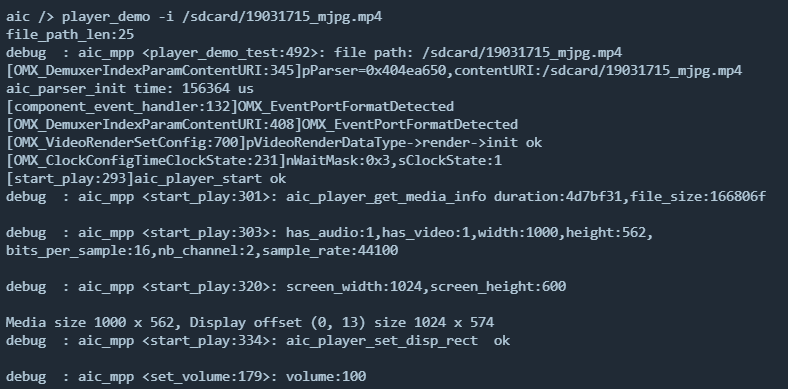 aic /> player_demo -i /sdcard/19031715_mjpg.mp4
file_path_len:25
debug  : aic_mpp <player_demo_test:492>: file path: /sdcard/19031715_mjpg.mp4
[OMX_DemuxerIndexParamContentURI:345]pParser=0x404ea650,contentURI:/sdcard/19031715_mjpg.mp4
aic_parser_init time: 156364 us
[component_event_handler:132]OMX_EventPortFormatDetected
[OMX_DemuxerIndexParamContentURI:408]OMX_EventPortFormatDetected
[OMX_VideoRenderSetConfig:700]pVideoRenderDataType->render->init ok
[OMX_ClockConfigTimeClockState:231]nWaitMask:0x3,sClockState:1
[start_play:293]aic_player_start ok
debug  : aic_mpp <start_play:301>: aic_player_get_media_info duration:4d7bf31,file_size:166806f
debug  : aic_mpp <start_play:303>: has_audio:1,has_video:1,width:1000,height:562,
bits_per_sample:16,nb_channel:2,sample_rate:44100
debug  : aic_mpp <start_play:320>: screen_width:1024,screen_height:600
Media size 1000 x 562, Display offset (0, 13) size 1024 x 574
debug  : aic_mpp <start_play:334>: aic_player_set_disp_rect  ok
debug  : aic_mpp <set_volume:179>: volume:100